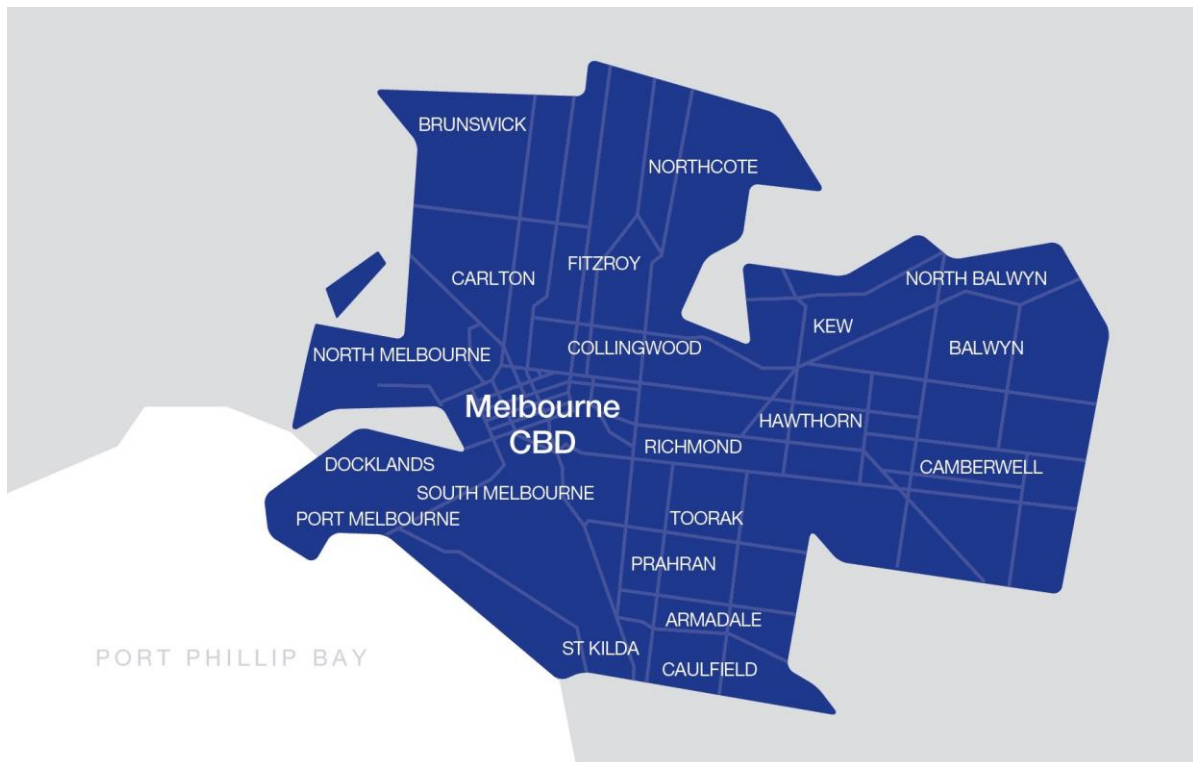 BRUNSWICK
NORTHCOTE
FITZROY
CARLTON
NORTH BALWYN
KEW
COLLINGWOOD
BALWYN
NORTH MELBOURNE
Melbourne
CBD
HAWTHORN
RICHMOND
DOCKLANDS
CAMBERWELL
SOUTH MELBOURNE
PORT MELBOURNE
TOORAK
PRAHRAN
ARMADALE
ST KILDA
PORT PHILLIP BAY
CAULFIELD